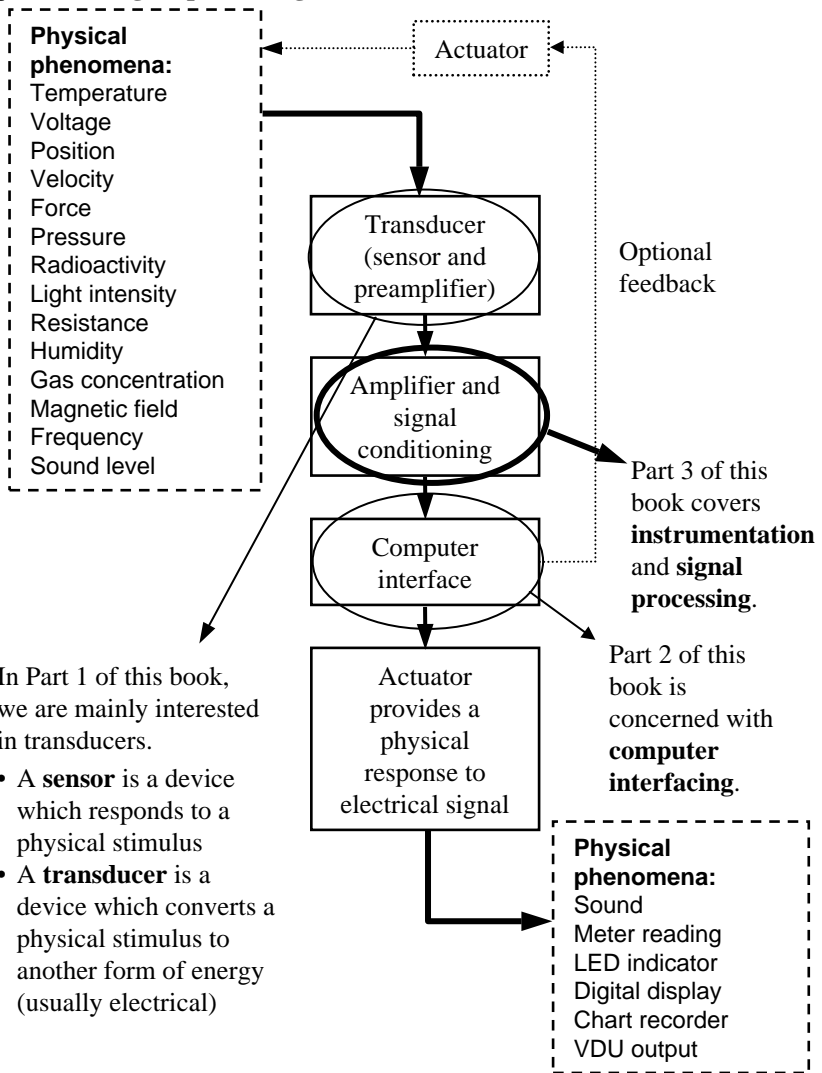 Physical
phenomena:
Temperature
Voltage
Position
Velocity
Force
Pressure
Radioactivity
Light intensity
Resistance
Humidity
Gas concentration
Magnetic field
Frequency
Sound level
Actuator
Optional
feedback
Transducer
(sensor and
preamplifier)
Amplifier and
signal
conditioning
Part 3 of this
book covers
instrumentation
and signal
processing.
Computer
interface
Part 2 of this
book is
concerned with
computer
interfacing.
In Part 1 of this book,
we are mainly interested
in transducers.
• A sensor is a device
which responds to a
physical stimulus
• A transducer is a
device which converts a
physical stimulus to
another form of energy
(usually electrical)
Actuator
provides a
physical
response to
electrical signal
Physical
phenomena:
Sound
Meter reading
LED indicator
Digital display
Chart recorder
VDU output